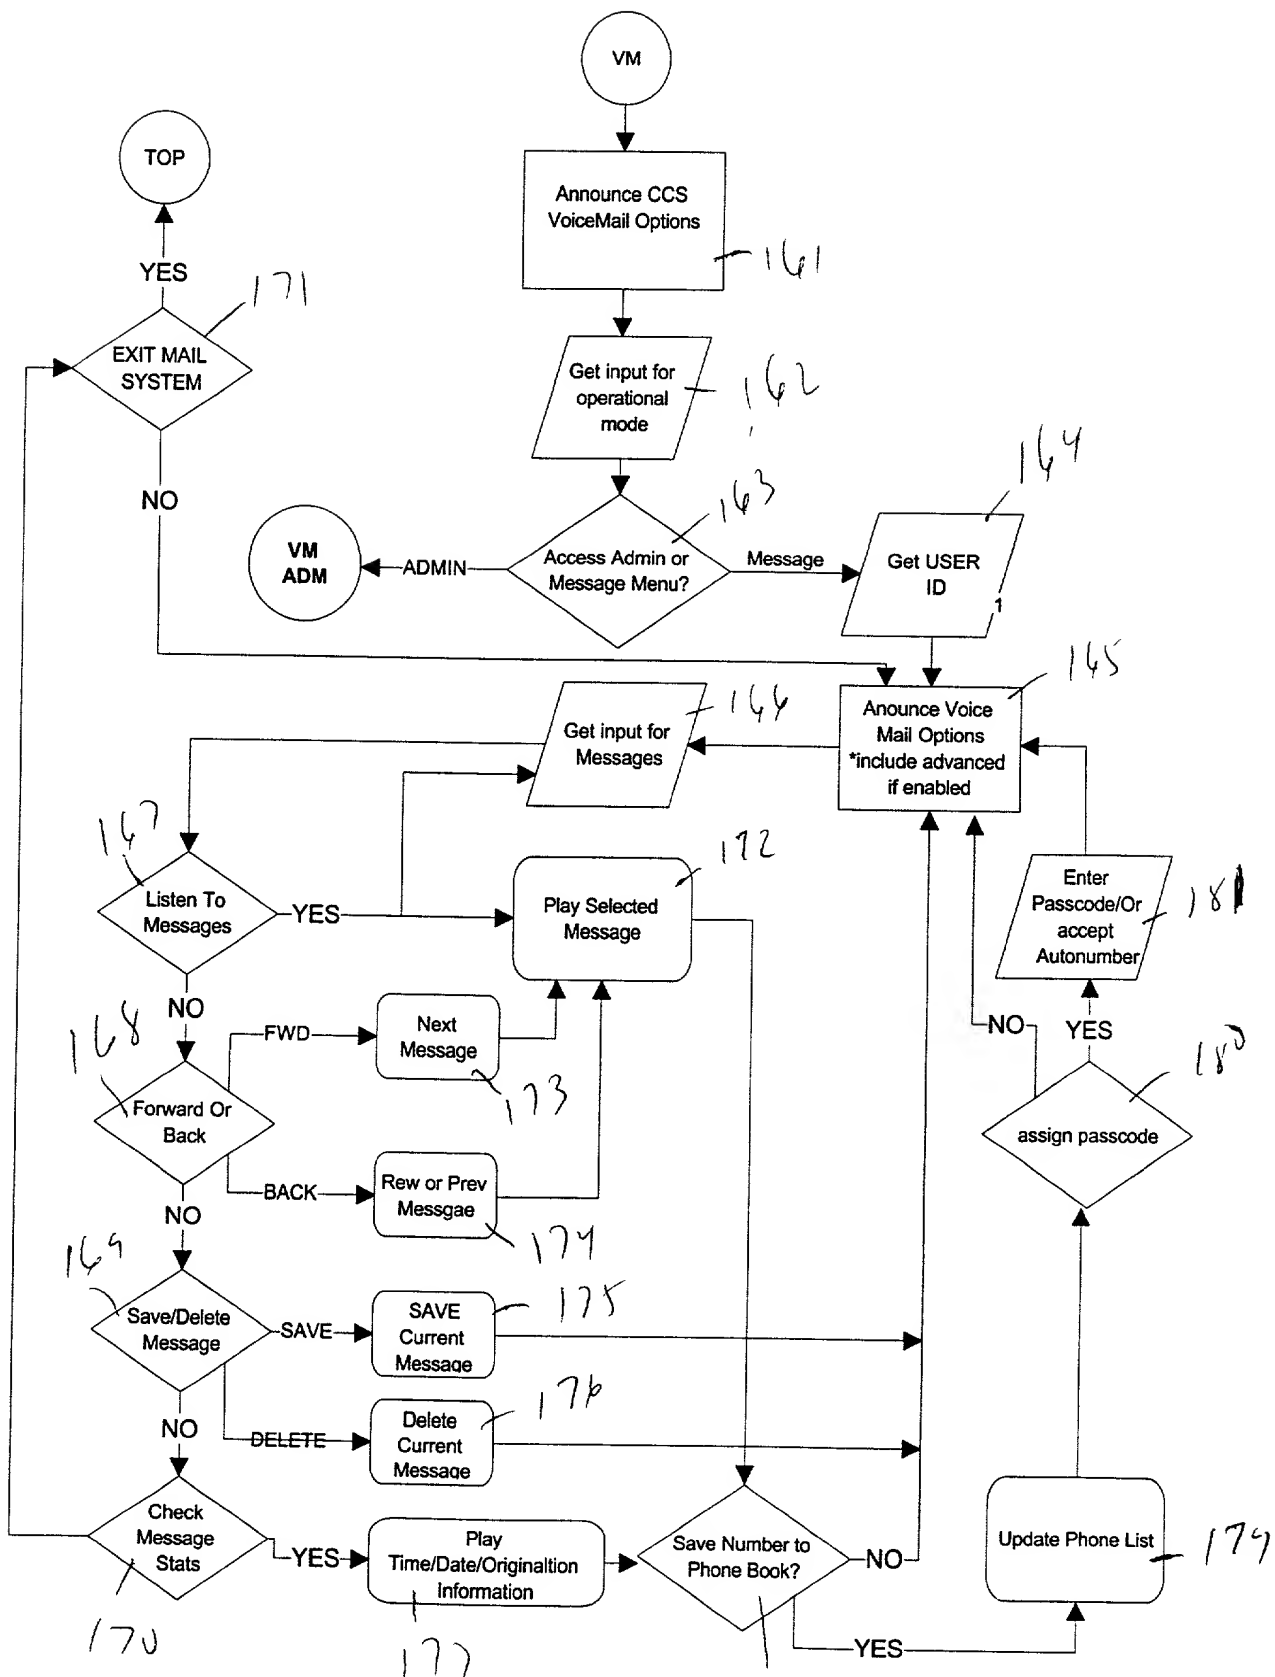 VM
TOP
Announce CCS
VoiceMail Options
161
YES
171
EXIT MAIL
SYSTEM
Get input for
operational
mode
162
NO
163
164
VM
ADM
ADMIN
Access Admin or
Message Menu?
Message
Get USER
ID
1
165
Anounce Voice
Mail Options
*include advanced
if enabled
166
Get input for
Messages
167
Listen To
Messages
YES
172
Play Selected
Message
Enter
Passcode/Or
accept
Autonumber
181
NO
168
FWD
Next
Message
173
NO
YES
180
Forward Or
Back
assign passcode
BACK
Rew or Prev
Messgae
174
NO
169
Save/Delete
Message
SAVE
SAVE
Current
Message
175
NO
DELETE
Delete
Current
Message
176
Check
Message
Stats
YES
Play
Time/Date/Originaltion
Information
Save Number to
Phone Book?
NO
Update Phone List
179
170
177
YES